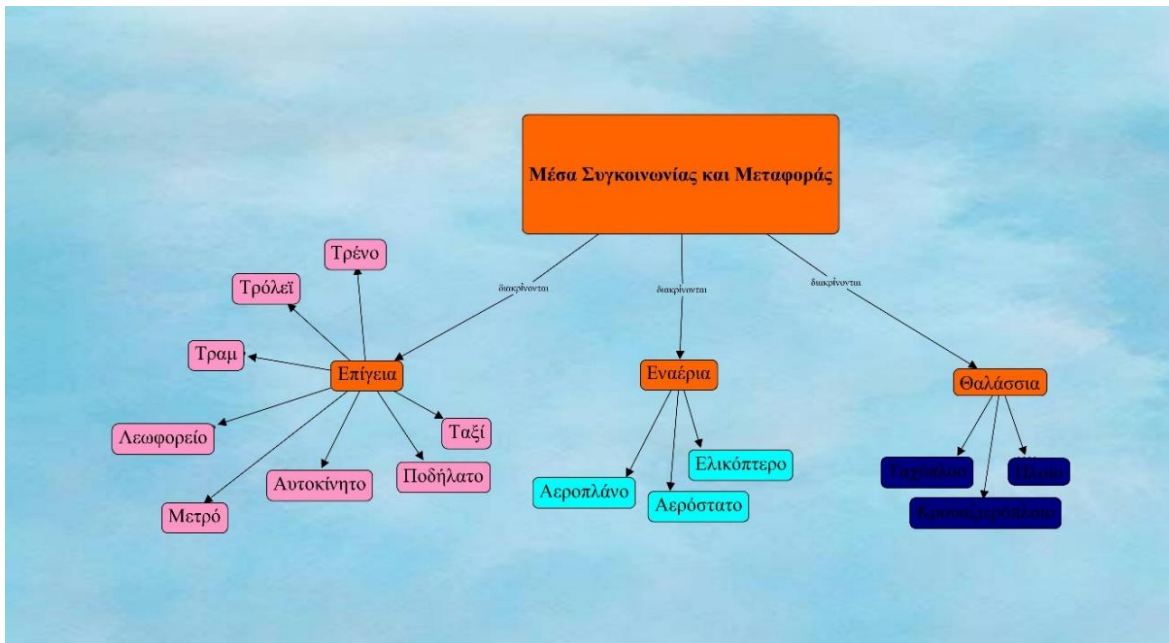 Μέσα Συγκοινωνίας και Μεταφοράς
διακρίνονται
διακρίνονται
διακρίνονται
Επίγεια
Τρένο
Τρόλεϊ
Τραμ
Λεωφορείο
Μετρό
Αυτοκίνητο
Ποδήλατο
Ταξί
Εναέρια
Αεροπλάνο
Αερόστατο
Ελικόπτερο
Θαλάσσια
Πλοίο